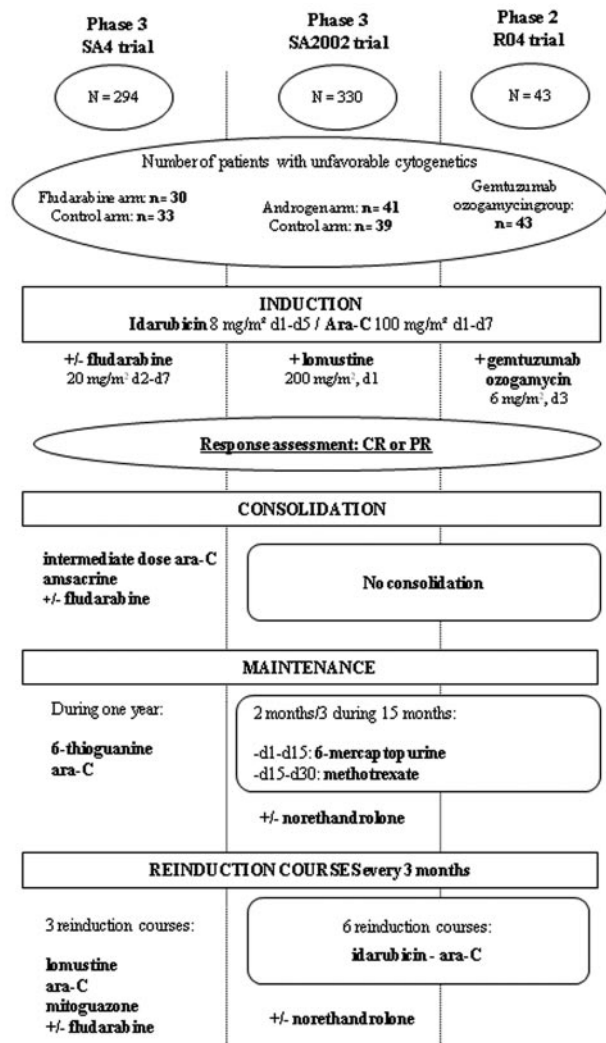 Phase 3
SA4 trial
Phase 3
SA2002 trial
Phase 2
R04 trial
N = 294
N = 330
N = 43
Number of patients with unfavorable cytogenetics
Fludarabine arm: n= 30
Control arm: n= 33
Androgen arm: n= 41
Control arm: n= 39
Gemtuzumab
ozogamycin group:
n= 43
INDUCTION
Idarubicin 8 mg/m² d1-d5 / Ara-C 100 mg/m² d1-d7
+/- fludarabine
20 mg/m² d2-d7
+ lomustine
200 mg/m², d1
+ gemtuzumab
ozogamycin
6 mg/m², d3
Response assessment: CR or PR
CONSOLIDATION
intermediate dose ara-C
amsacrine
+/- fludarabine
No consolidation
MAINTENANCE
During one year:
6-thioguanine
ara-C
2 months/3 during 15 months:
-d1-d15: 6-mercaptopurine
-d15-d30: methotrexate
+/- norethandrolone
REINDUCTION COURSES every 3 months
3 reinduction courses:
lomustine
ara-C
mitoguazone
+/- fludarabine
6 reinduction courses:
idarubicin - ara-C
+/- norethandrolone